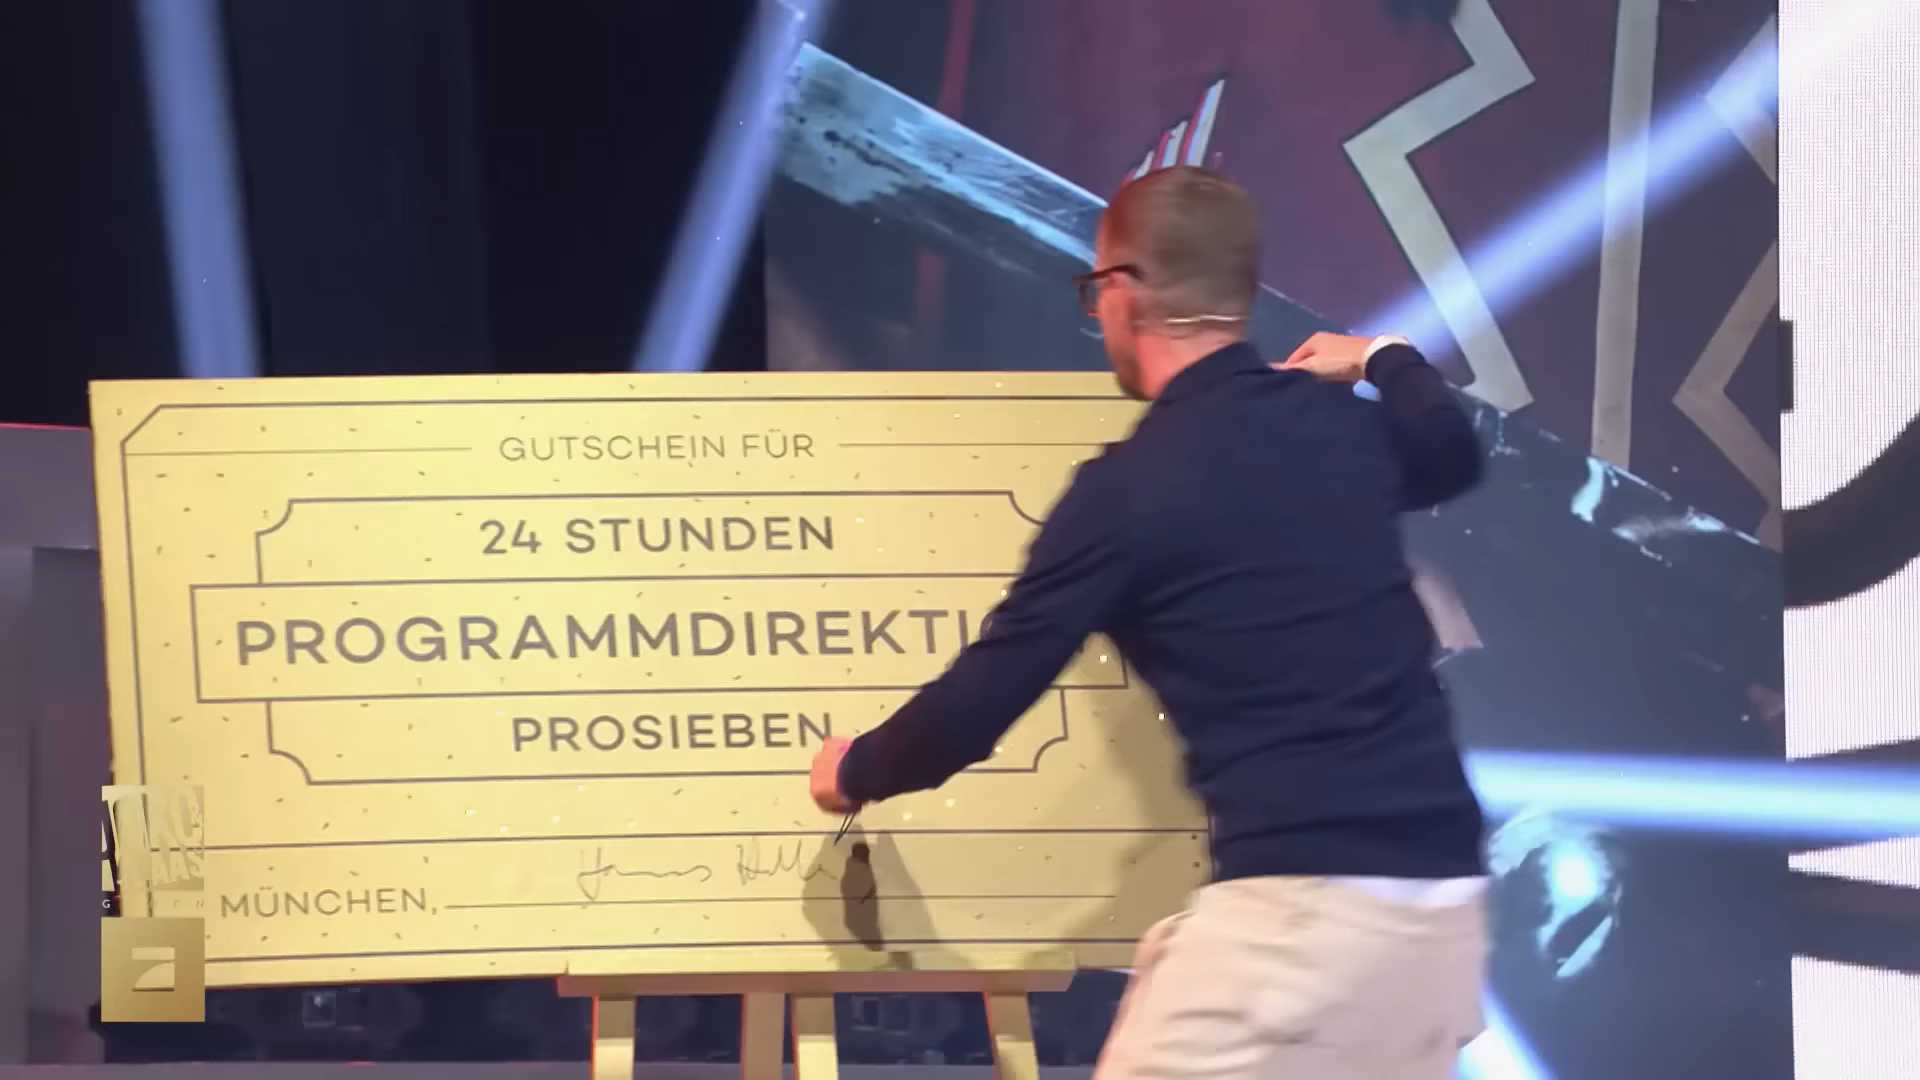 GUTSCHEIN FÜR
24 STUNDEN
PROGRAMMDIREKTI
PROSIEBEN
MÜNCHEN,